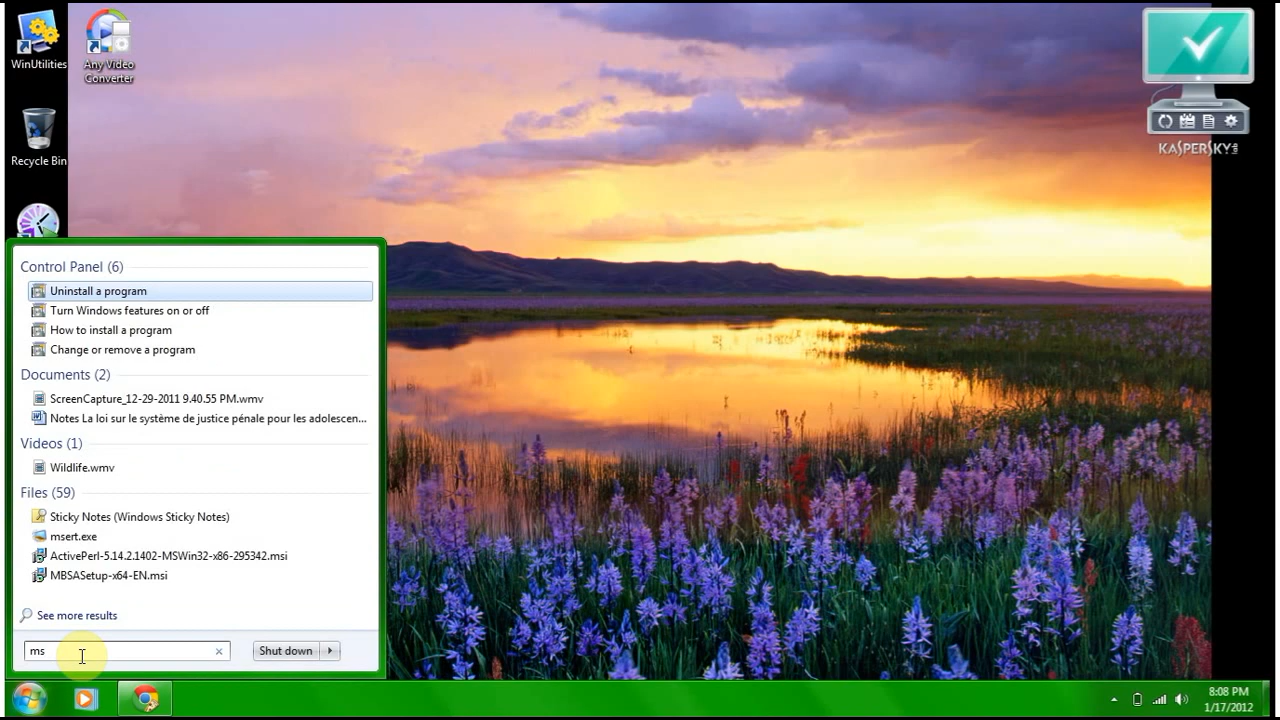 WinUtilities
Any Video
Converter
Recycle Bin
KASPERSKY LAB
Control Panel (6)
Uninstall a program
Turn Windows features on or off
How to install a program
Change or remove a program
Documents (2)
ScreenCapture_12-29-2011 9.40.55 PM.wmv
Notes La loi sur le système de justice pénale pour les adolescen...
Videos (1)
Wildlife.wmv
Files (59)
Sticky Notes (Windows Sticky Notes)
msert.exe
ActivePerl-5.14.2.1402-MSWin32-x86-295342.msi
MBSASetup-x64-EN.msi
See more results
ms
Shut down
8:08 PM
1/17/2012